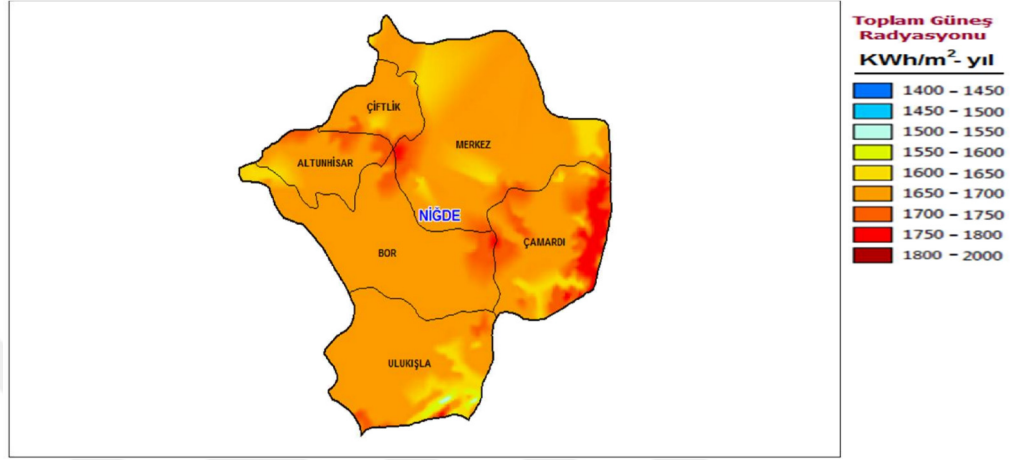 ÇİFTLİK
MERKEZ
ALTUNHİSAR
NİĞDE
BOR
ÇAMARDI
ULUKIŞLA
Toplam Güneş
Radyasyonu
KWh/m²- yıl
1400 – 1450
1450 – 1500
1500 – 1550
1550 – 1600
1600 – 1650
1650 – 1700
1700 – 1750
1750 – 1800
1800 – 2000